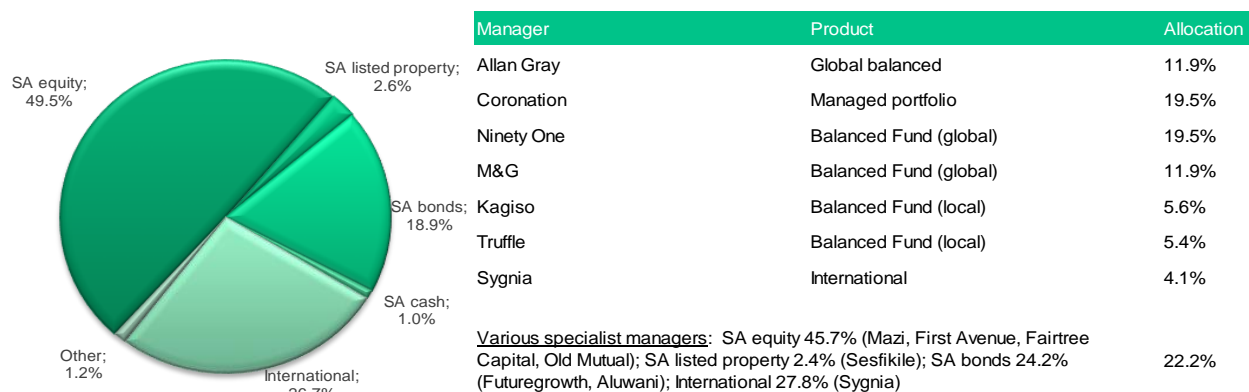 SA equity;
49.5%
SA listed property;
2.6%
SA bonds;
18.9%
SA cash;
1.0%
International;
Other;
1.2%
Manager Product Allocation
Allan Gray Global balanced 11.9%
Coronation Managed portfolio 19.5%
Ninety One Balanced Fund (global) 19.5%
M&G Balanced Fund (global) 11.9%
Kagiso Balanced Fund (local) 5.6%
Truffle Balanced Fund (local) 5.4%
Sygnia International 4.1%
Various specialist managers: SA equity 45.7% (Mazi, First Avenue, Fairtree
Capital, Old Mutual); SA listed property 2.4% (Sesfikile); SA bonds 24.2% 22.2%
(Futuregrowth, Aluwani); International 27.8% (Sygnia)